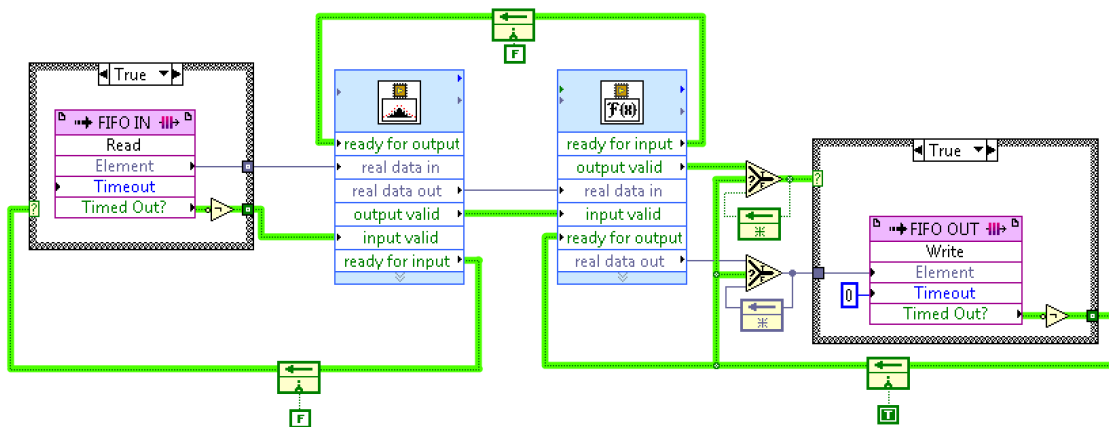 F
True
FIFO IN
Read
Element
Timeout
Timed Out?
ready for output
real data in
real data out
output valid
input valid
ready for input
F(x)
ready for input
output valid
real data in
input valid
ready for output
real data out
?
T
F
?
T
F
?
?
True
FIFO OUT
Write
Element
Timeout
Timed Out?
0
F
T